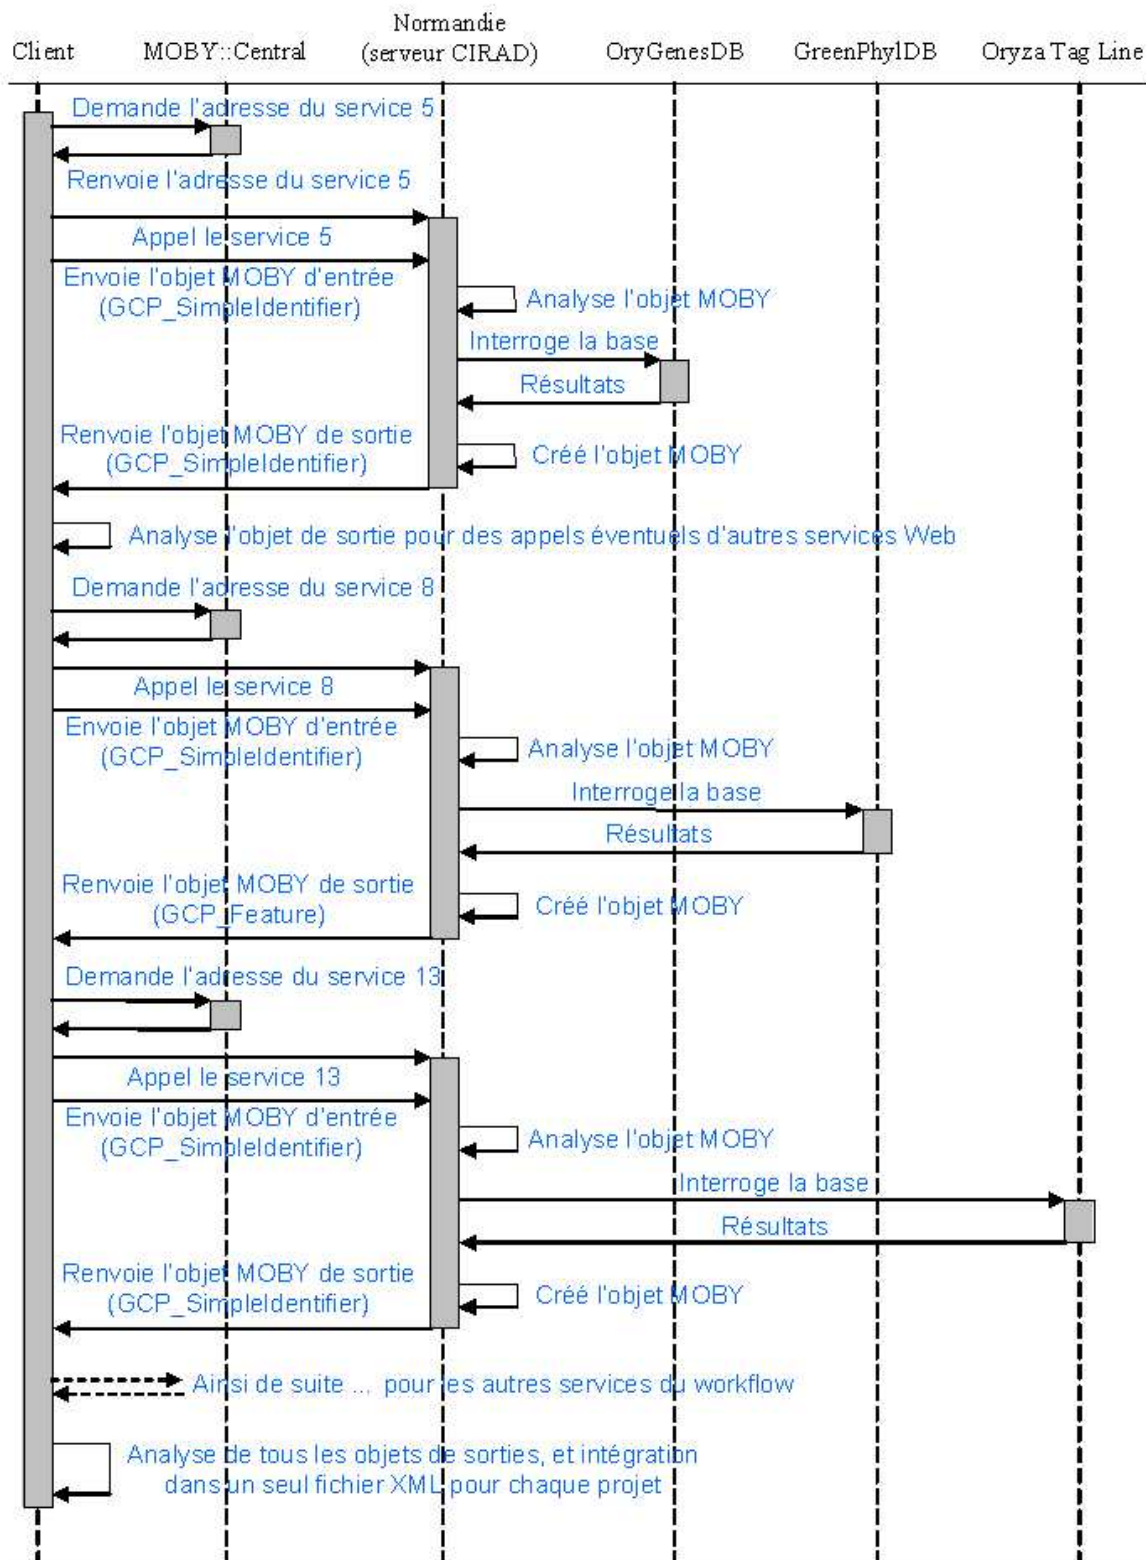 Client
MOBY::Central
Normandie
(serveur CIRAD)
OryGenesDB
GreenPhylDB
Oryza Tag Line
Demande l'adresse du service 5
Renvoie l'adresse du service 5
Appel le service 5
Envoie l'objet MOBY d'entrée
(GCP_SimpleIdentifier)
Analyse l'objet MOBY
Interroge la base
Résultats
Renvoie l'objet MOBY de sortie
(GCP_SimpleIdentifier)
Créé l'objet MOBY
Analyse l'objet de sortie pour des appels éventuels d'autres services Web
Demande l'adresse du service 8
Appel le service 8
Envoie l'objet MOBY d'entrée
(GCP_SimpleIdentifier)
Analyse l'objet MOBY
Interroge la base
Résultats
Renvoie l'objet MOBY de sortie
(GCP_Feature)
Créé l'objet MOBY
Demande l'adresse du service 13
Appel le service 13
Envoie l'objet MOBY d'entrée
(GCP_SimpleIdentifier)
Analyse l'objet MOBY
Interroge la base
Résultats
Renvoie l'objet MOBY de sortie
(GCP_SimpleIdentifier)
Créé l'objet MOBY
Ainsi de suite ... pour les autres services du workflow
Analyse de tous les objets de sorties, et intégration
dans un seul fichier XML pour chaque projet